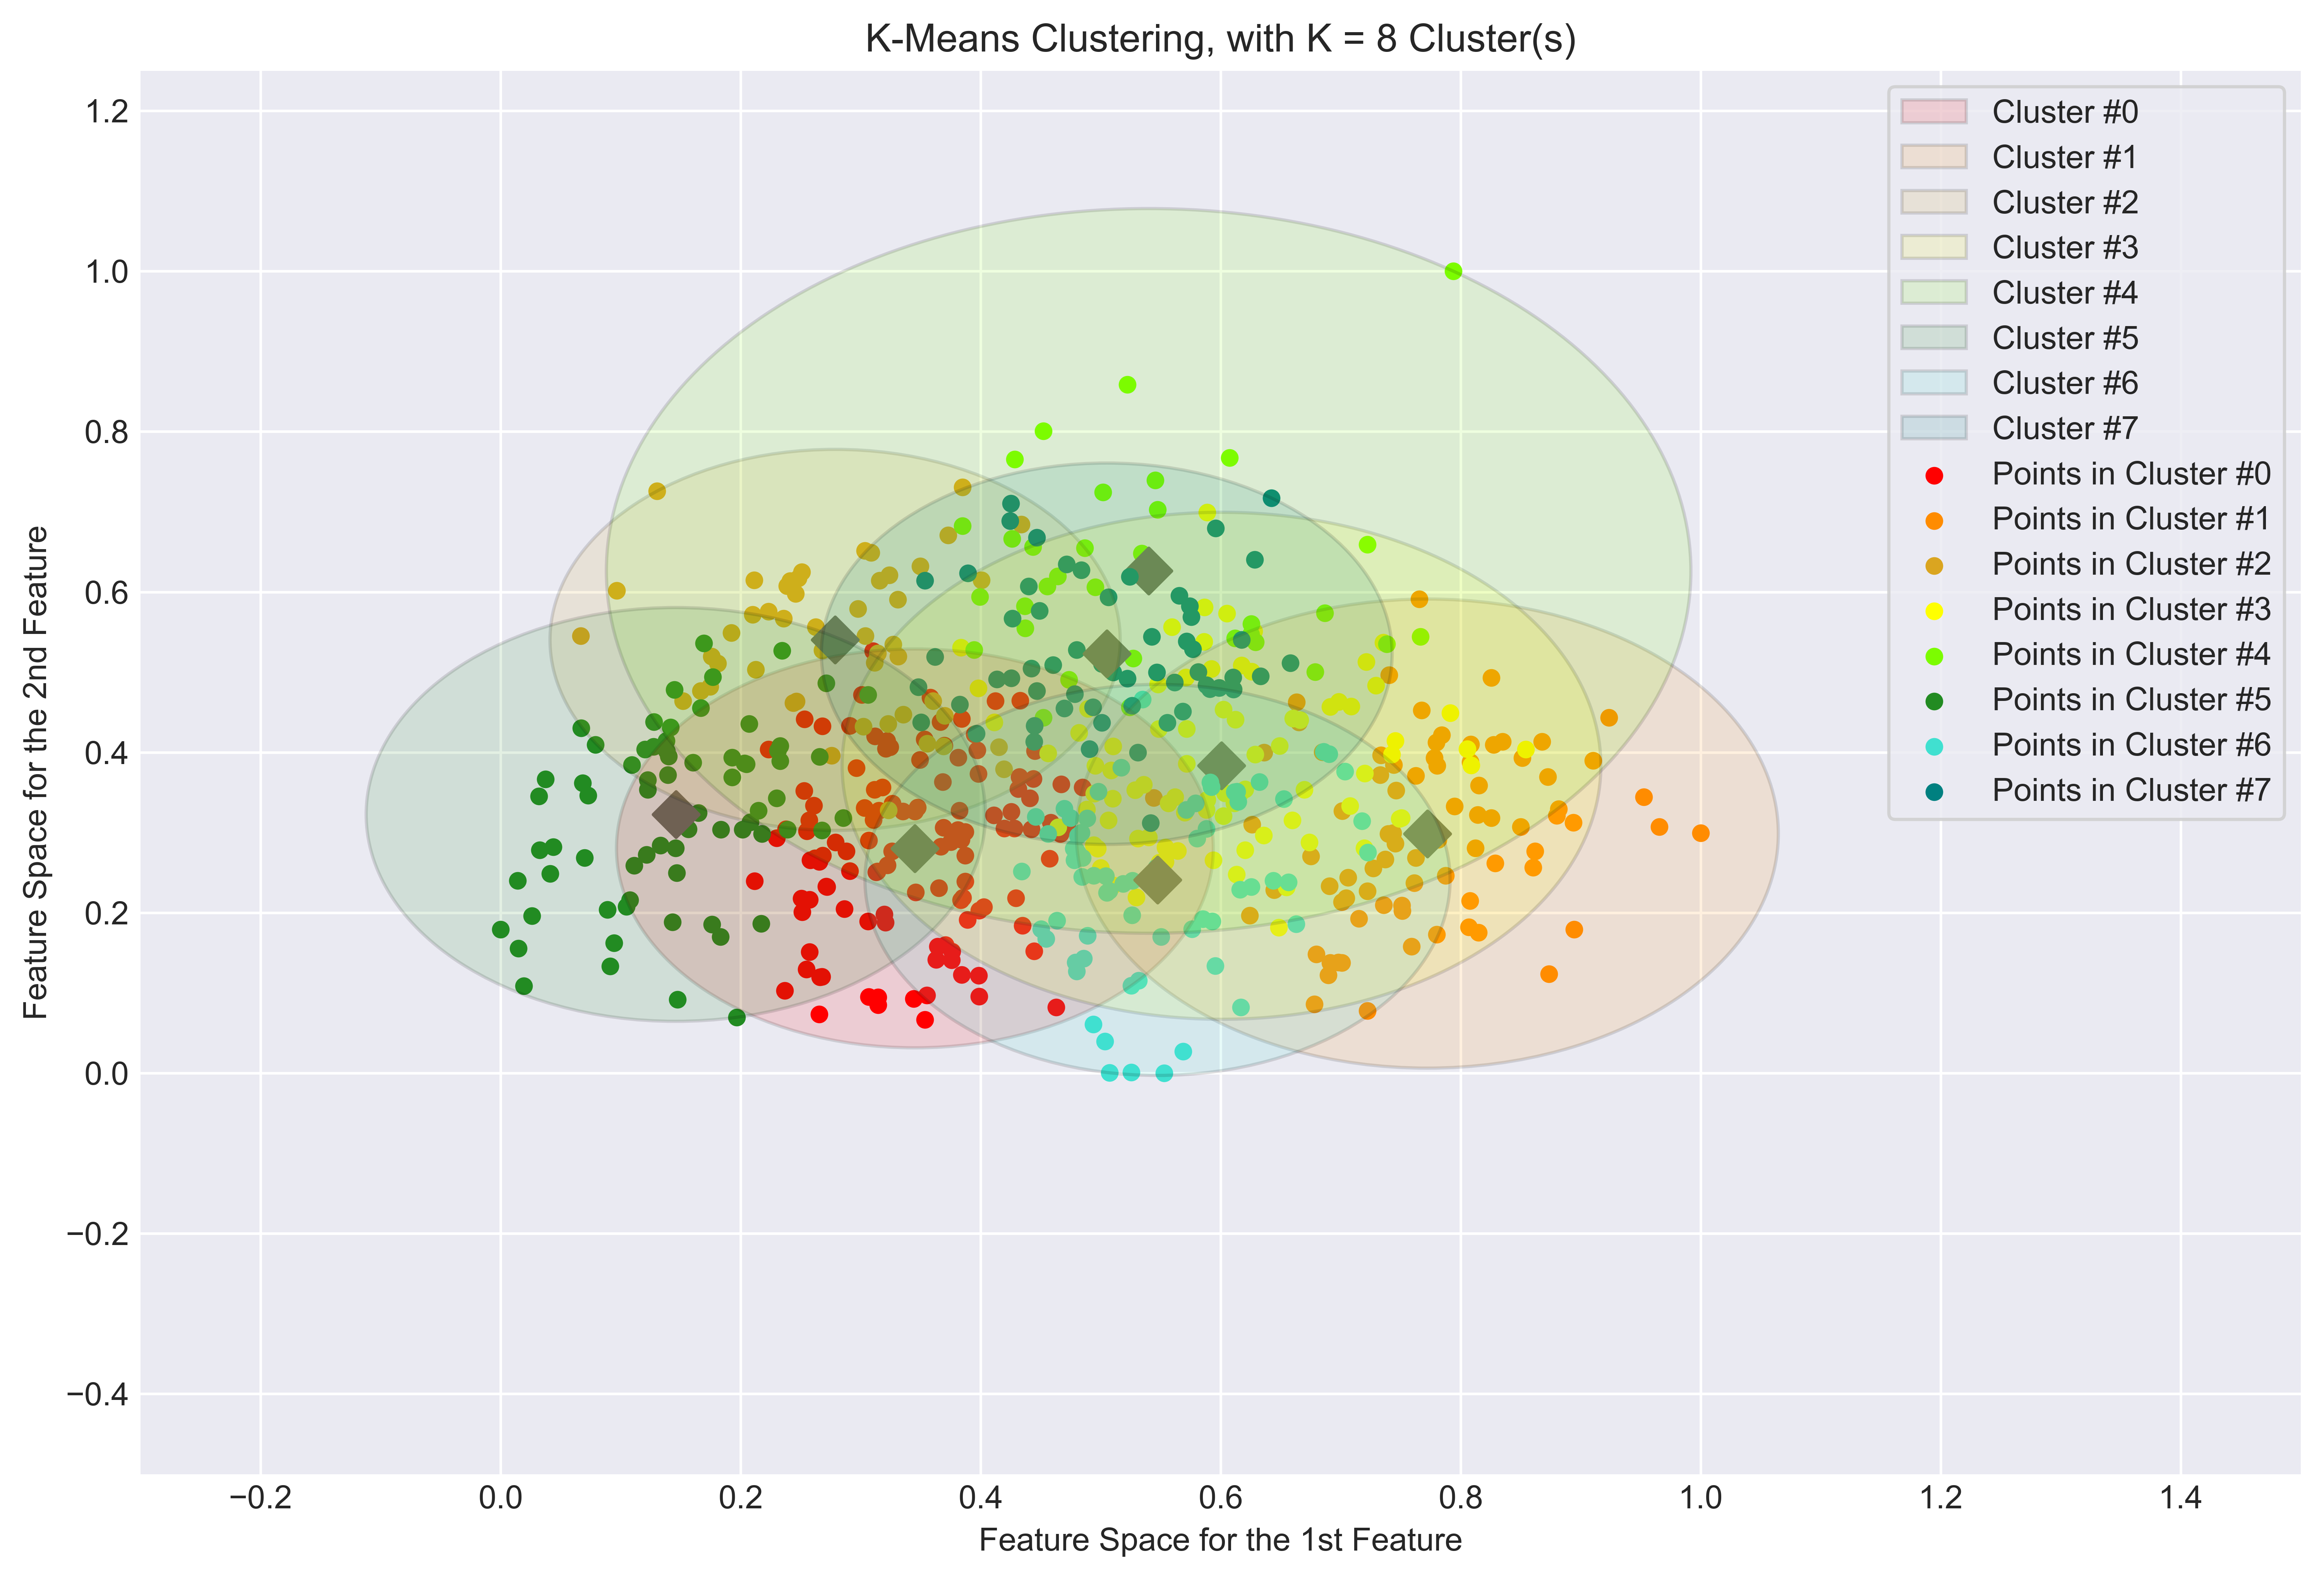 K-Means Clustering, with K = 8 Cluster(s)
Feature Space for the 2nd Feature
1.2
1.0
0.8
0.6
0.4
0.2
0.0
−0.2
−0.4
Cluster #0
Cluster #1
Cluster #2
Cluster #3
Cluster #4
Cluster #5
Cluster #6
Cluster #7
Points in Cluster #0
Points in Cluster #1
Points in Cluster #2
Points in Cluster #3
Points in Cluster #4
Points in Cluster #5
Points in Cluster #6
Points in Cluster #7
−0.2 0.0 0.2 0.4 0.6 0.8 1.0 1.2 1.4
Feature Space for the 1st Feature